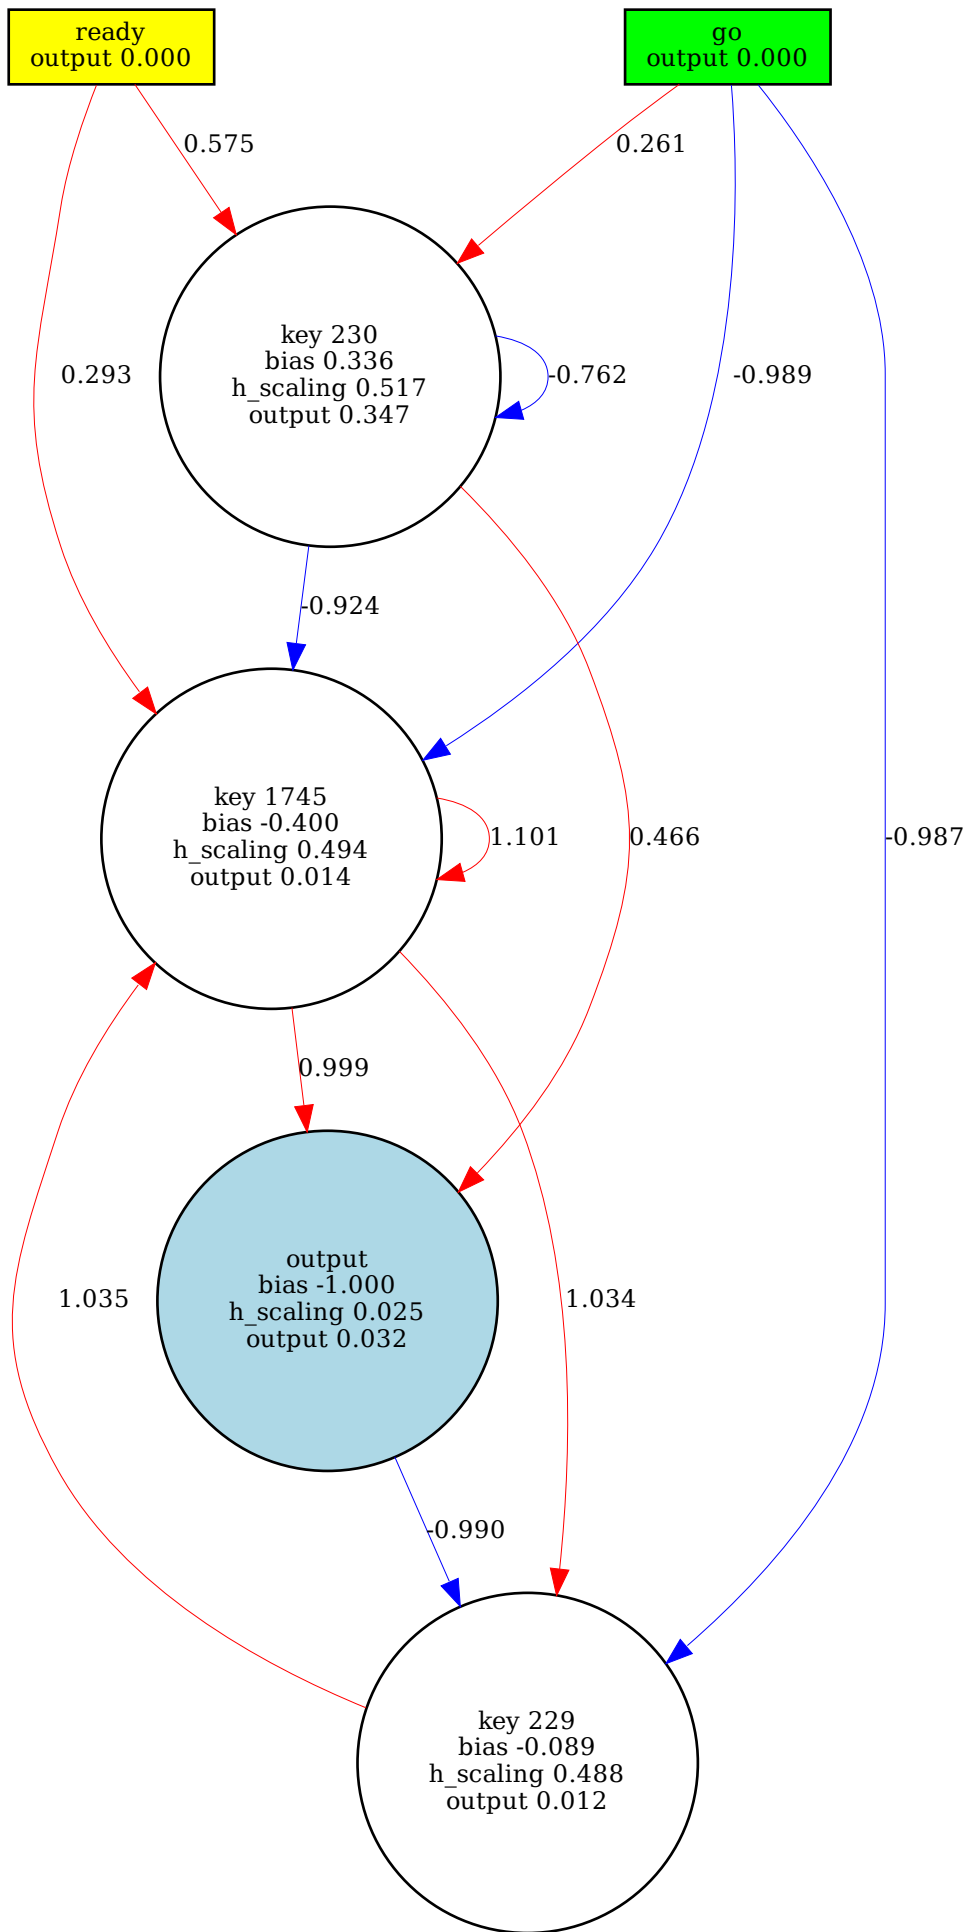 ready
output 0.000
go
output 0.000
0.575
0.261
key 230
bias 0.336
h_scaling 0.517
output 0.347
0.293
-0.762
-0.989
-0.924
key 1745
bias -0.400
h_scaling 0.494
output 0.014
1.101
0.466
-0.987
0.999
output
bias -1.000
h_scaling 0.025
output 0.032
1.035
1.034
-0.990
key 229
bias -0.089
h_scaling 0.488
output 0.012